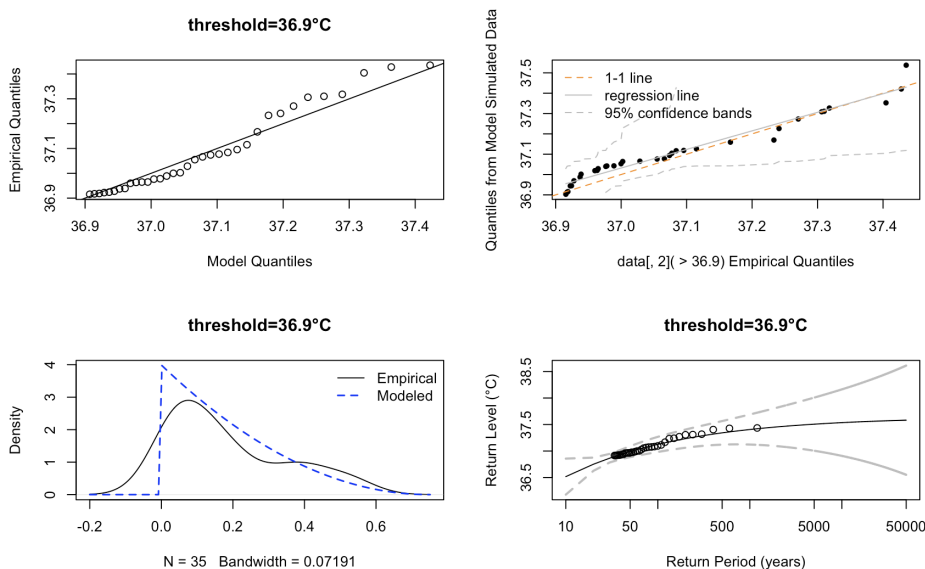 threshold=36.9°C
Empirical Quantiles
36.9 37.1 37.3
36.9 37.0 37.1 37.2 37.3 37.4
Model Quantiles
Quantiles from Model Simulated Data
36.9 37.1 37.3 37.5
1-1 line
regression line
95% confidence bands
36.9 37.0 37.1 37.2 37.3 37.4
data[, 2]( > 36.9) Empirical Quantiles
threshold=36.9°C
Density
0 1 2 3 4
Empirical
Modeled
-0.2 0.0 0.2 0.4 0.6
N = 35 Bandwidth = 0.07191
threshold=36.9°C
Return Level (°C)
36.5 37.5 38.5
10 50 500 5000 50000
Return Period (years)